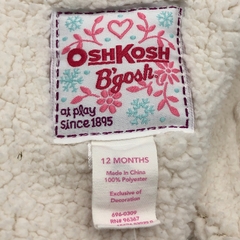 OSHKOSH
B'gosh
at play
since 1895
12 MONTHS
Made in China
100% Polyester
Exclusive of
Decoration